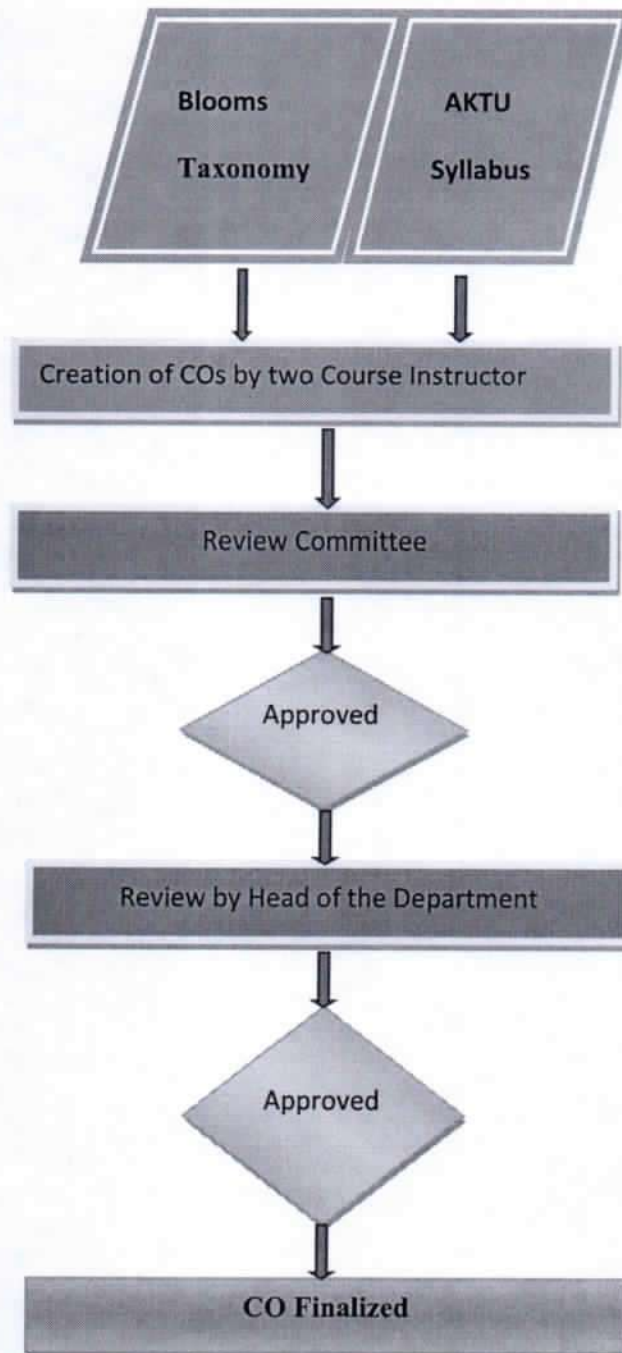 Blooms
Taxonomy
AKTU
Syllabus
Creation of COs by two Course Instructor
Review Committee
Approved
Review by Head of the Department
Approved
CO Finalized